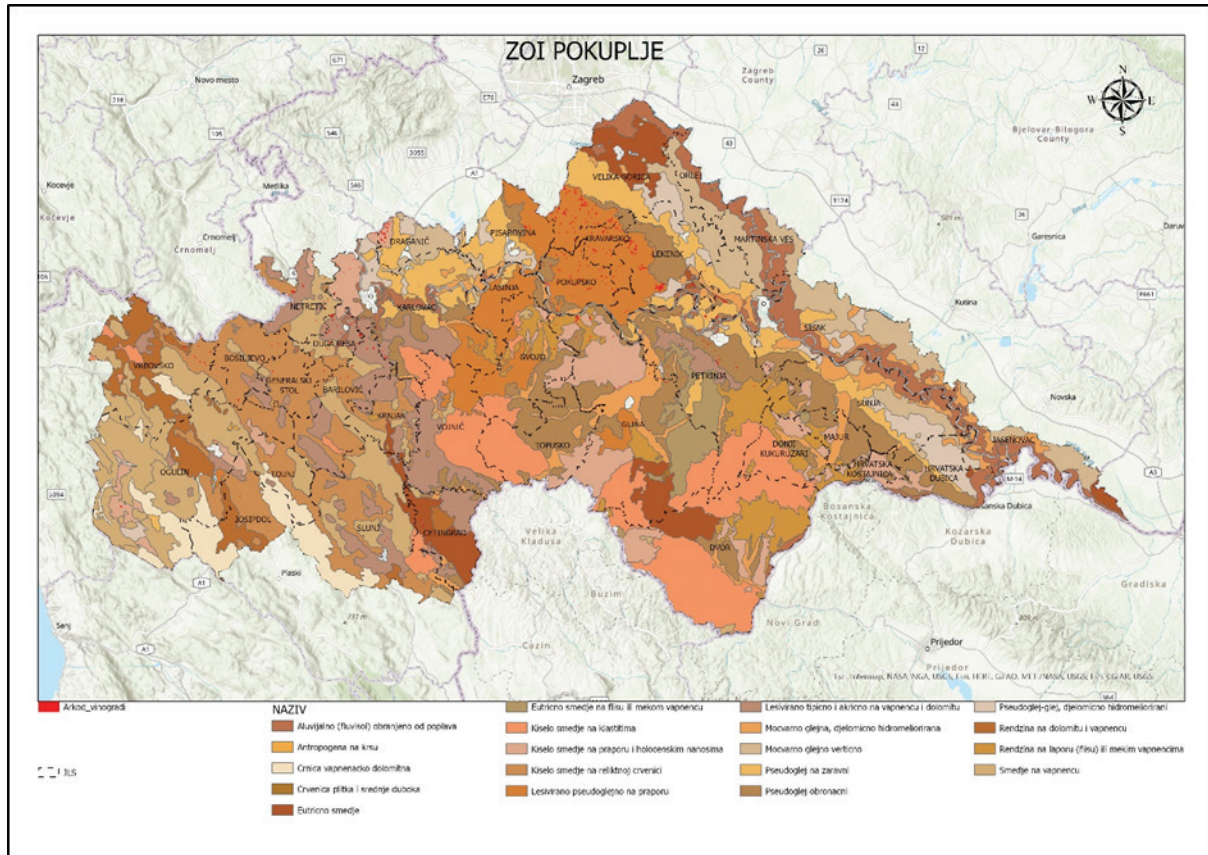 ZOI POKUPLJE
Zagreb
Novo mesto
Zagreb
County
Bjelovar-Bilogora
County
N
W
E
S
Kocevje
Metlika
Crnomelj
Črnomelj
Garesnica
Kutina
Novska
VELIKA GORICA
ORLE
MARTINSKA VES
DRAGANIĆ
PISAROVINA
KRAVARSKO
LEKENIK
POKUPSKO
LASINJA
KARLOVAC
NETRETIĆ
DUGA RESA
SISAK
VRBOVSKO
BOSILJEVO
GENERALSKI
STOL
BARILOVIĆ
KRNJAK
VOJNIĆ
GVOZD
PETRINJA
GLINA
TOPUSKO
SUNJA
MAJUR
DONJI
KUKURUZARI
HRVATSKA
KOSTAJNICA
HRVATSKA
DUBICA
JASENOVAC
OGULIN
TOUNJ
JOSIPDOL
SLUNJ
CETINGRAD
DVOR
Velika
Kladusa
Bosanska
Kostajnica
Kozarska
Dubica
Gradiska
Plaski
Buzim
Cazin
Novi Grad
Prijedor
Prijedor
Senj
Arkod_vinogradi
JLS
NAZIV
Aluvijalno (fluvisol) obranjeno od poplava
Antropogena na krsu
Crnica vapnenacko dolomitna
Crvenica plitka i srednje duboka
Eutricno smedje
Eutricno smedje na flisu ili mekom vapnencu
Kiselo smedje na klastitima
Kiselo smedje na praporu i holocenskim nanosima
Kiselo smedje na reliktnoj crvenici
Lesivirano pseudoglejno na praporu
Lesivirano tipicno i akricno na vapnencu i dolomitu
Mocvarno glejna, djelomicno hidromeliorirana
Mocvarno glejno verticno
Pseudoglej na zaravni
Pseudoglej obronacni
Pseudoglej-glej, djelomicno hidromeliorirani
Rendzina na dolomitu i vapnencu
Rendzina na laporu (flisu) ili mekim vapnencima
Smedje na vapnencu